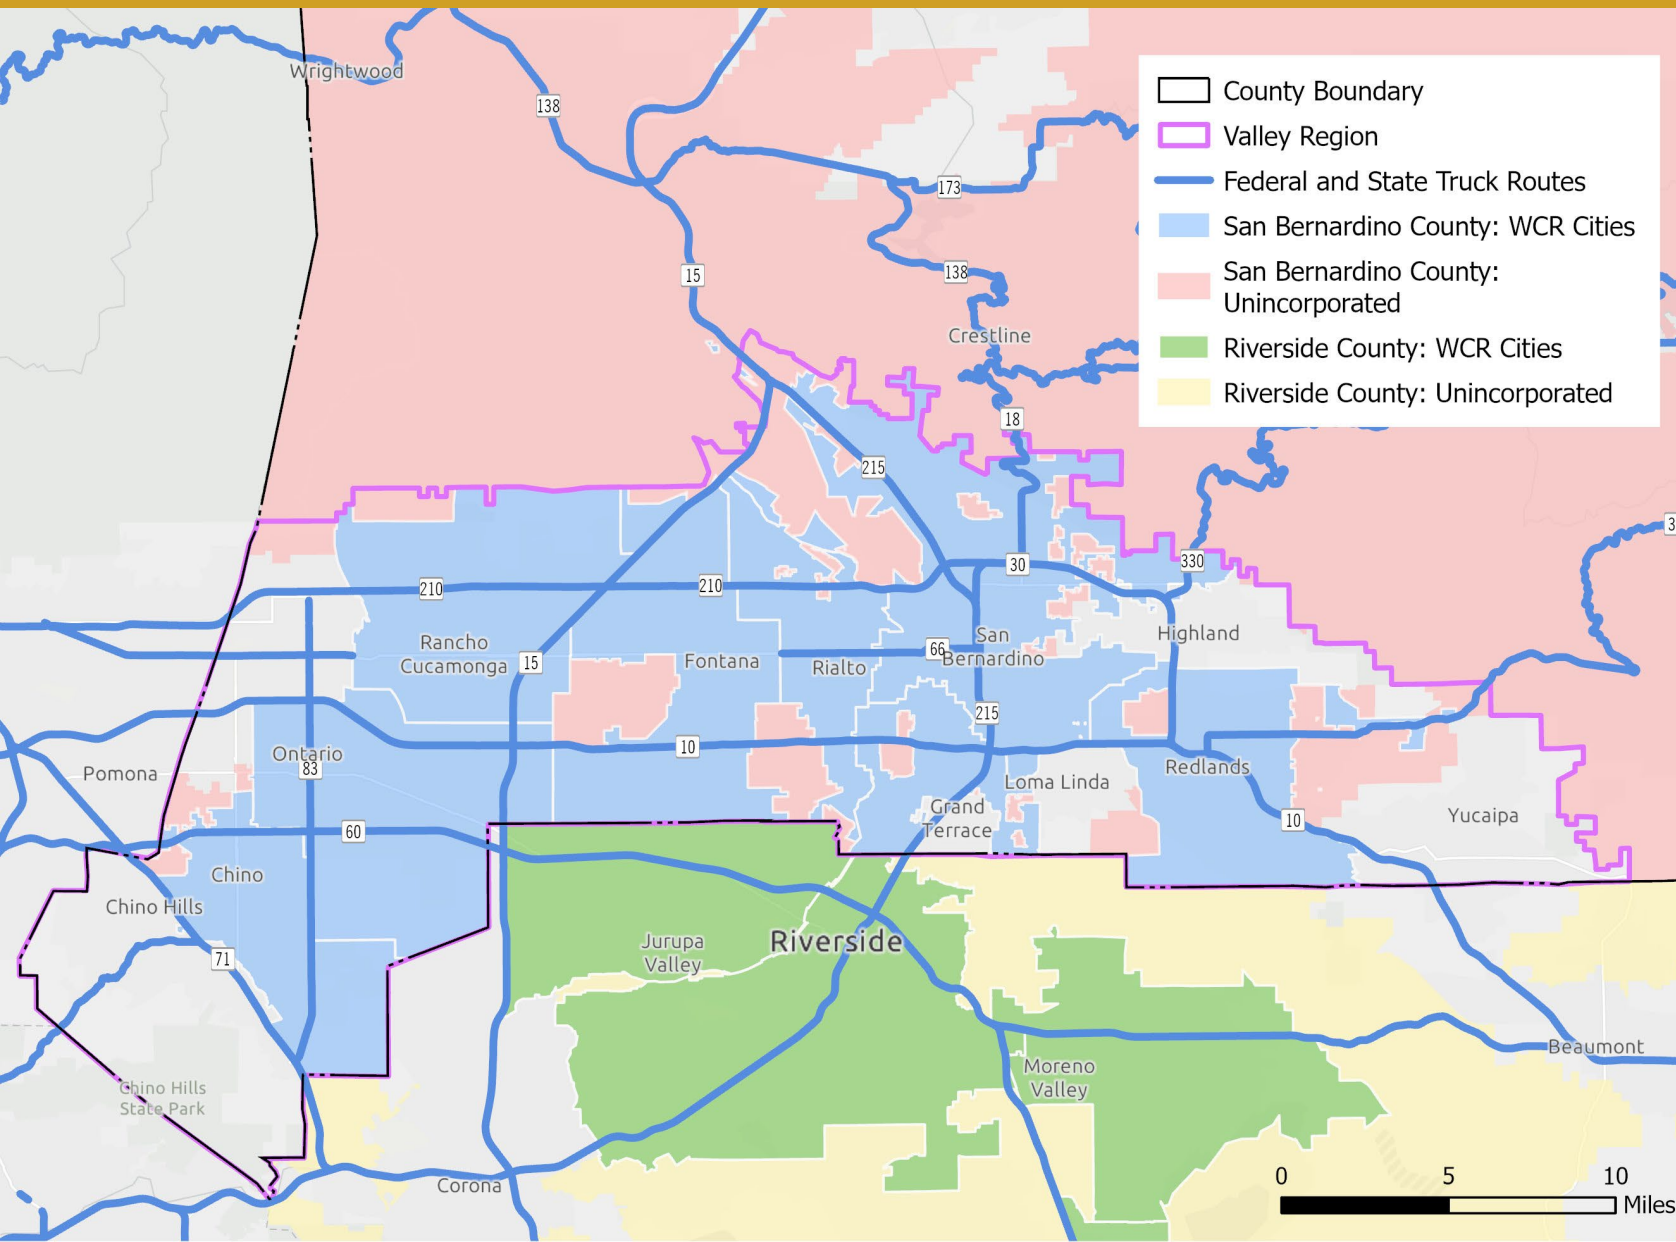 Wrightwood
138
173
15
138
Crestline
18
215
30
330
3
210
210
Rancho
Cucamonga
15
Fontana
Rialto
66
San
Bernardino
Highland
215
10
Ontario
83
Pomona
Loma Linda
Redlands
Grand
Terrace
10
Yucaipa
60
Chino
Chino Hills
71
Jurupa
Valley
Riverside
Moreno
Valley
Beaumont
Chino Hills
State Park
Corona
County Boundary
Valley Region
Federal and State Truck Routes
San Bernardino County: WCR Cities
San Bernardino County:
Unincorporated
Riverside County: WCR Cities
Riverside County: Unincorporated
0 5 10
Miles